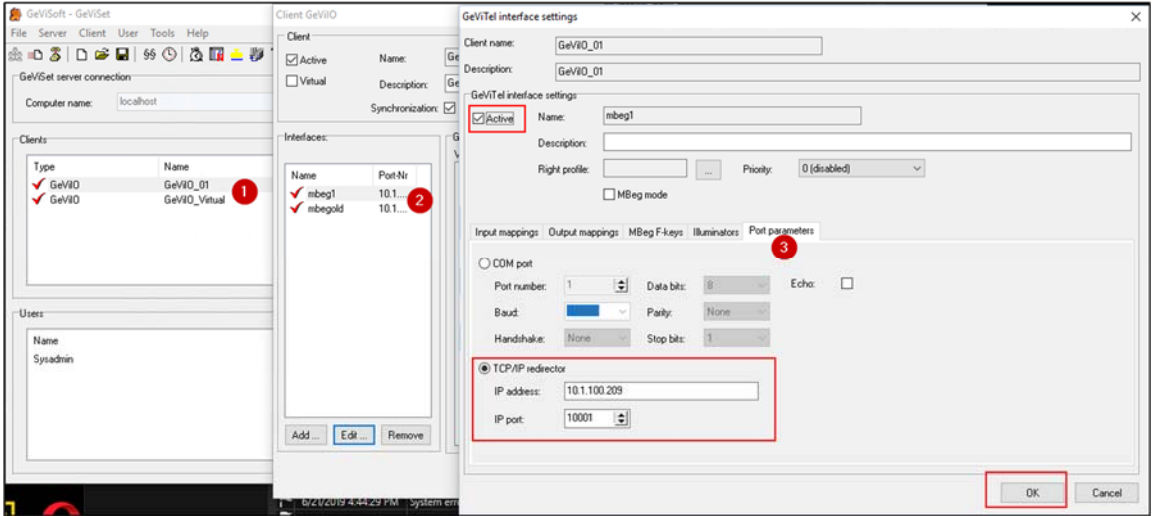 GeViSoft - GeViSet
File Server Client User Tools Help
GeViSet server connection
Computer name: localhost
Clients
Type Name
GeViIO GeViIO_01
GeViIO GeViIO_Virtual
1
Users
Name
Sysadmin
Client GeViIO
Client
Active Name: Ge
Virtual Description: Ge
Synchronization:
Interfaces:
Name Port-Nr
mbeg1 10.1....
mbegold 10.1....
2
Add ... Edit ... Remove
6/21/2019 4:44:29 PM System err
GeViTel interface settings
Client name: GeViIO_01
Description: GeViIO_01
GeViTel interface settings
Active Name: mbeg1
Description:
Right profile: ... Priority: 0 (disabled)
MBeg mode
Input mappings Output mappings MBeg F-keys Illuminators Port parameters
3
COM port
Port number: 1 Data bits: 8 Echo:
Baud: Parity: None
Handshake: None Stop bits: 1
TCP/IP redirector
IP address: 10.1.100.209
IP port: 10001
OK Cancel